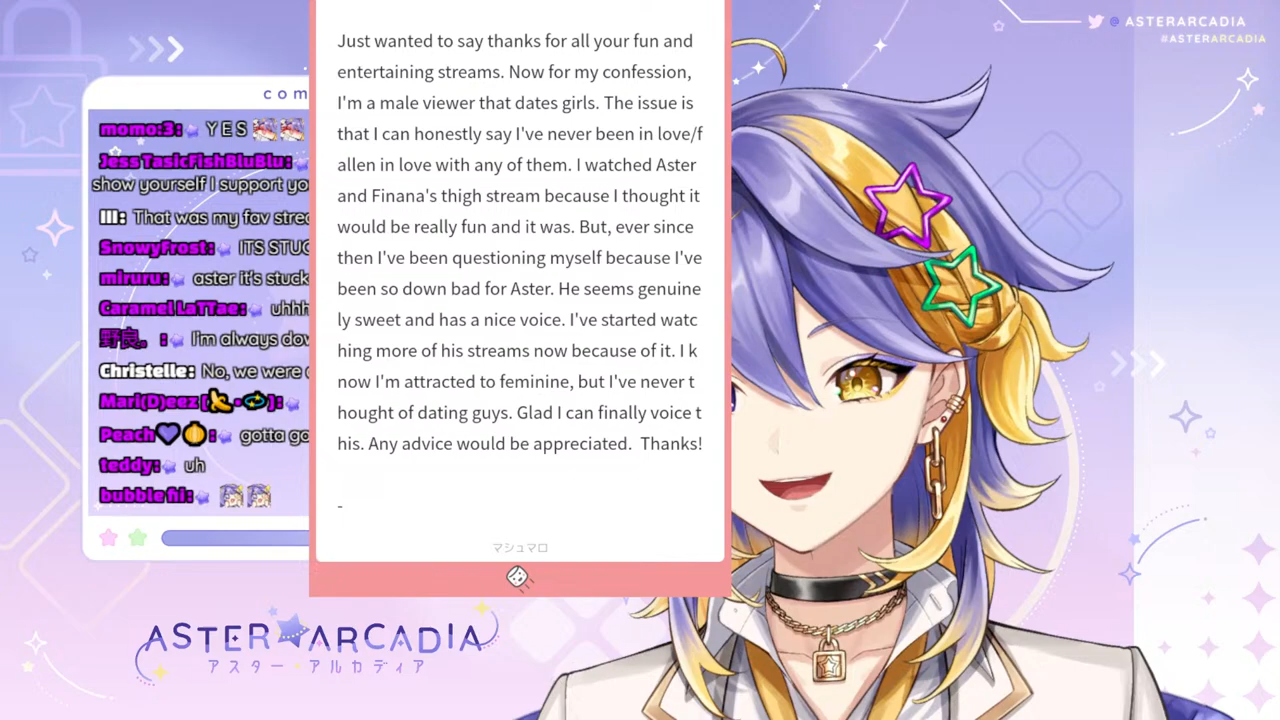 @ ASTERARCADIA
#ASTERARCADIA
com
momo:3: Y E S
Jess TasicFishBluBlu:
show yourself I support yo
III: That was my fav strea
SnowyFrost: ITS STUC
miruru: aster it's stuck
Caramel LaTTae: uhhh
野良。: I'm always dow
Christelle: No, we were c
Mari(D)eez [🍌•💫]:
Peach💜🎃: gotta go
teddy: uh
bubble fil:
Just wanted to say thanks for all your fun and
entertaining streams. Now for my confession,
I'm a male viewer that dates girls. The issue is
that I can honestly say I've never been in love/f
allen in love with any of them. I watched Aster
and Finana's thigh stream because I thought it
would be really fun and it was. But, ever since
then I've been questioning myself because I've
been so down bad for Aster. He seems genuine
ly sweet and has a nice voice. I've started watc
hing more of his streams now because of it. I k
now I'm attracted to feminine, but I've never t
hought of dating guys. Glad I can finally voice t
his. Any advice would be appreciated.  Thanks!
-
マシュマロ
ASTER ARCADIA
アスター・アルカディア